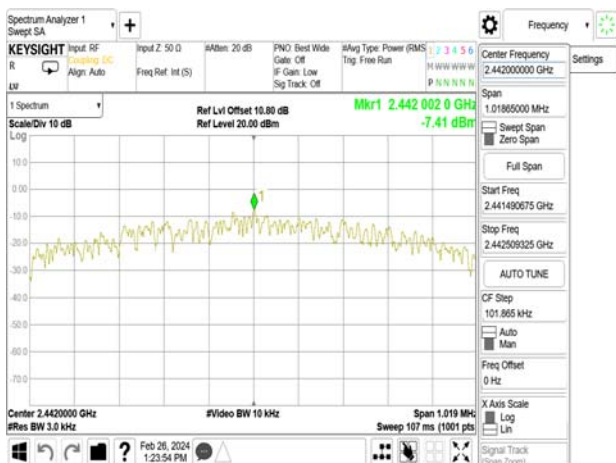 Spectrum Analyzer 1
Swept SA
+
Frequency
KEYSIGHT
Input: RF
Coupling: DC
Align: Auto
Input Z: 50 Ω
Freq Ref: Int (S)
#Atten: 20 dB
PNO: Best Wide
Gate: Off
IF Gain: Low
Sig Track: Off
#Avg Type: Power (RMS
Trig: Free Run
1 2 3 4 5 6
M W W W W W
P N N N N N
R
1 Spectrum
Scale/Div 10 dB
Log
Ref Lvl Offset 10.80 dB
Ref Level 20.00 dBm
Mkr1 2.442 002 0 GHz
-7.41 dBm
1
10.0
0.00
-10.0
-20.0
-30.0
-40.0
-50.0
-60.0
-70.0
Center 2.4420000 GHz
#Res BW 3.0 kHz
#Video BW 10 kHz
Span 1.019 MHz
Sweep 107 ms (1001 pts
Feb 26, 2024
1:23:54 PM
?
Center Frequency
2.442000000 GHz
Span
1.01865000 MHz
Swept Span
Zero Span
Full Span
Start Freq
2.441490675 GHz
Stop Freq
2.442509325 GHz
AUTO TUNE
CF Step
101.865 kHz
Auto
Man
Freq Offset
0 Hz
X Axis Scale
Log
Lin
Signal Track
(Span Zoom)
Settings